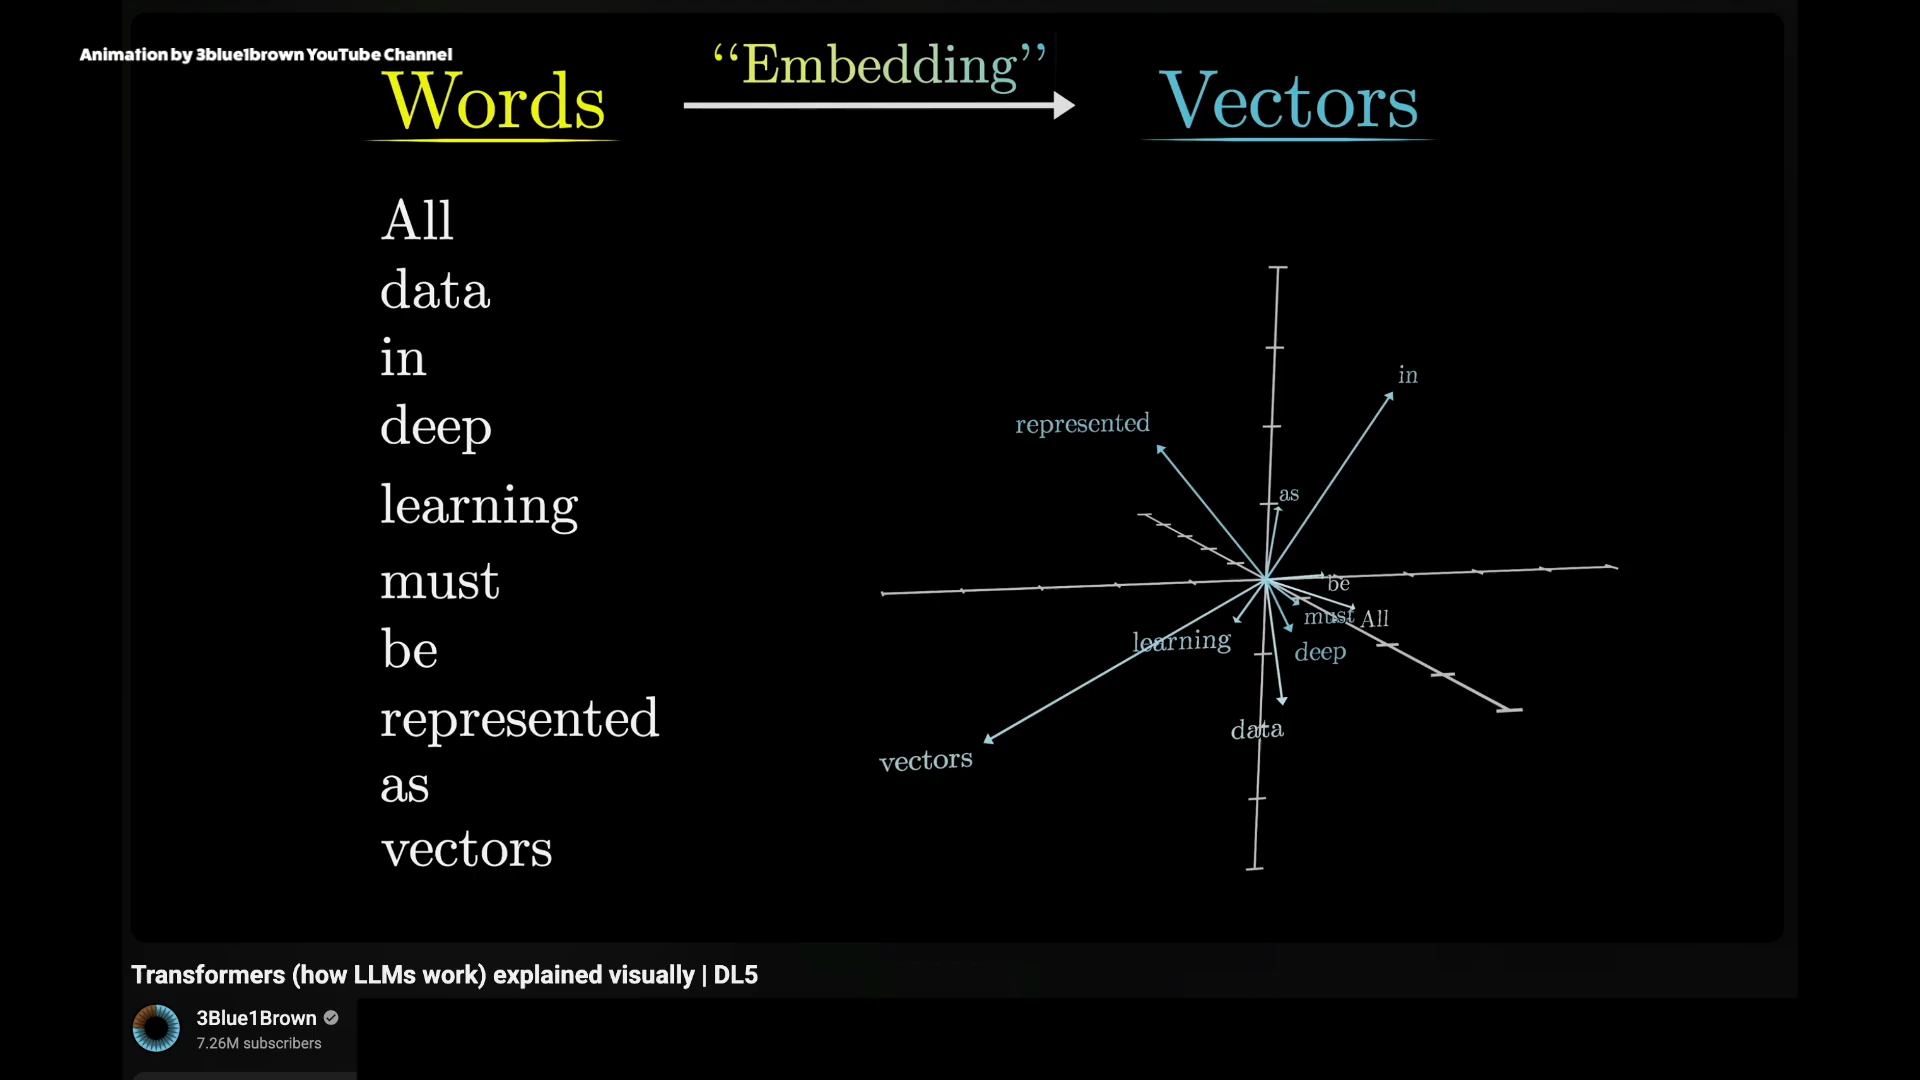 Animation by 3blue1brown YouTube Channel
Words
“Embedding”
Vectors
All
data
in
deep
learning
must
be
represented
as
vectors
in
represented
as
be
must
All
learning
deep
data
vectors
Transformers (how LLMs work) explained visually | DL5
3Blue1Brown
7.26M subscribers